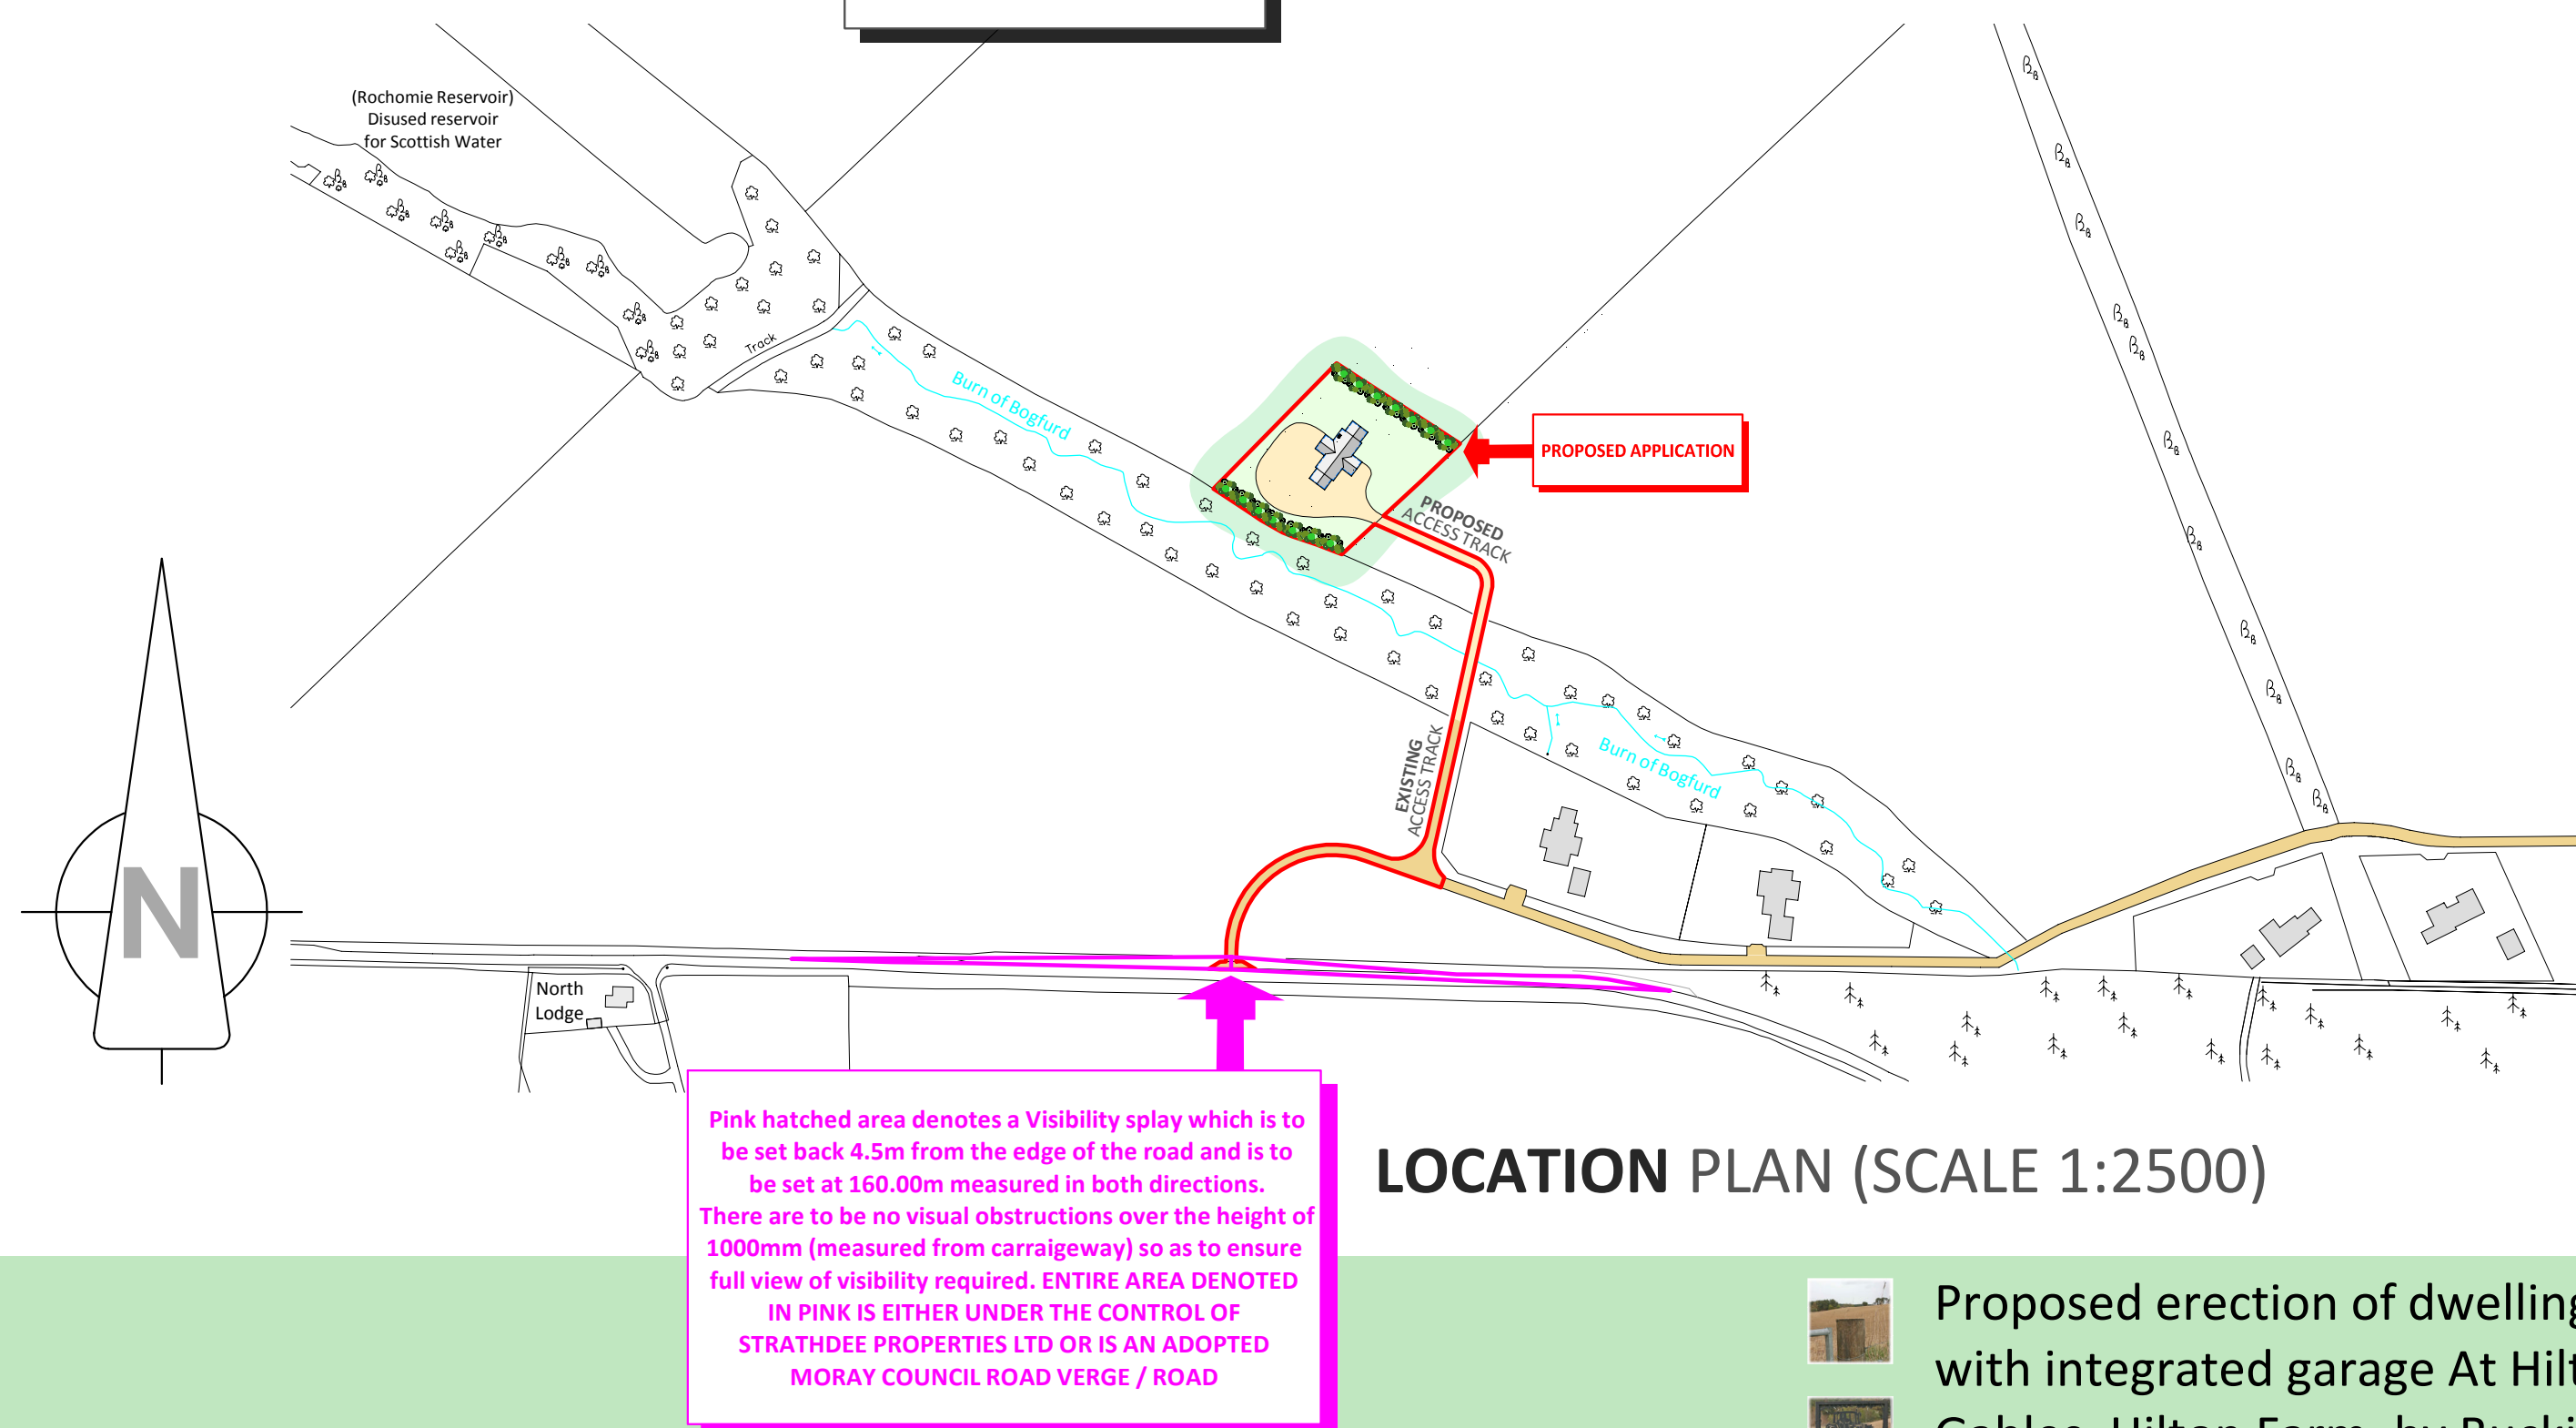 (Rochomie Reservoir)
Disused reservoir
for Scottish Water
Track
Burn of Bogfurd
PROPOSED APPLICATION
PROPOSED
ACCESS TRACK
EXISTING
ACCESS TRACK
Burn of Bogfurd
N
North
Lodge
Pink hatched area denotes a Visibility splay which is to
be set back 4.5m from the edge of the road and is to
be set at 160.00m measured in both directions.
There are to be no visual obstructions over the height of
1000mm (measured from carraigeway) so as to ensure
full view of visibility required. ENTIRE AREA DENOTED
IN PINK IS EITHER UNDER THE CONTROL OF
STRATHDEE PROPERTIES LTD OR IS AN ADOPTED
MORAY COUNCIL ROAD VERGE / ROAD
LOCATION PLAN (SCALE 1:2500)
Proposed erection of dwelling
with integrated garage At Hilt